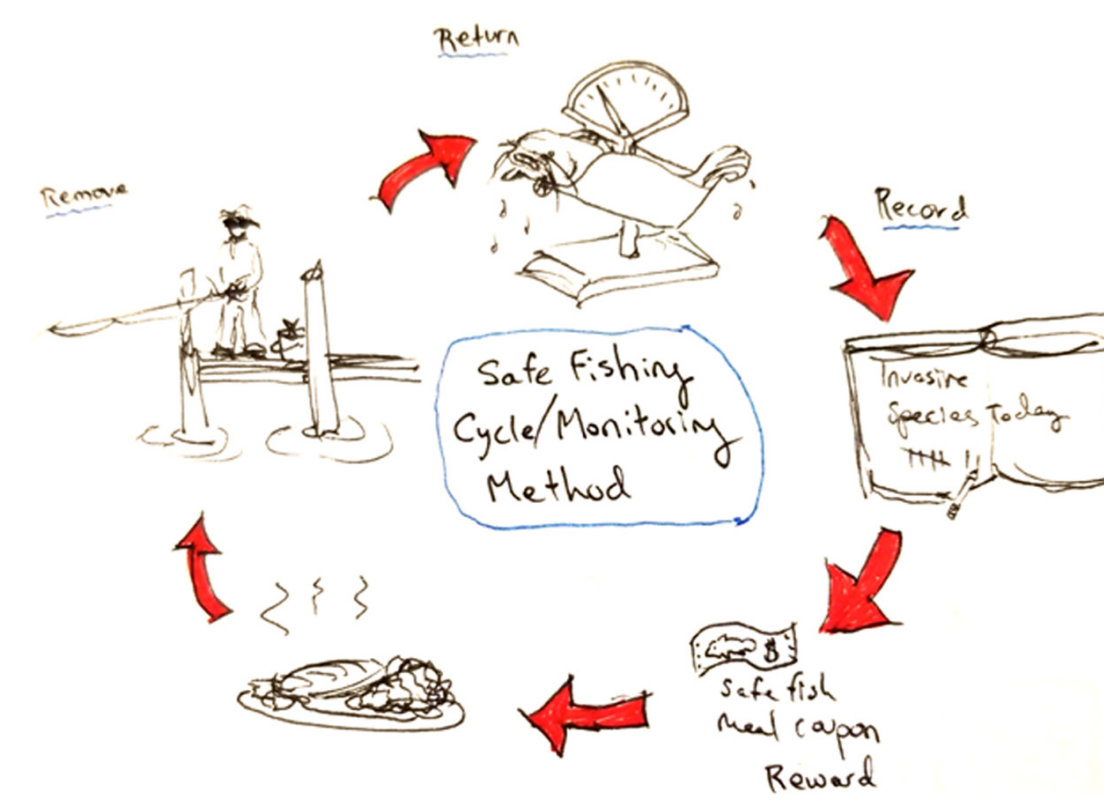 Return
Remove
Record
Safe Fishing
Cycle/Monitoring
Method
Invasive
Species Today
Safe fish
Meal coupon
Reward